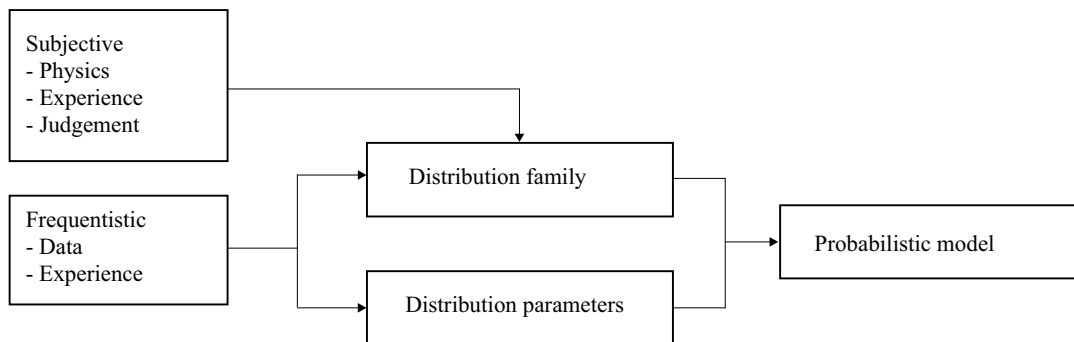 Subjective
- Physics
- Experience
- Judgement
Distribution family
Frequentistic
- Data
- Experience
Probabilistic model
Distribution parameters